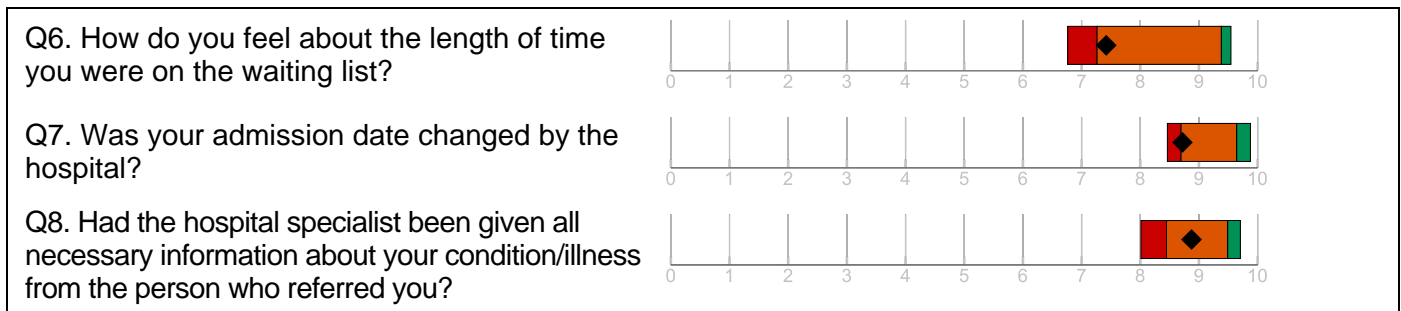 Q6. How do you feel about the length of time
you were on the waiting list?
0 1 2 3 4 5 6 7 8 9 10
Q7. Was your admission date changed by the
hospital?
0 1 2 3 4 5 6 7 8 9 10
Q8. Had the hospital specialist been given all
necessary information about your condition/illness
from the person who referred you?
0 1 2 3 4 5 6 7 8 9 10